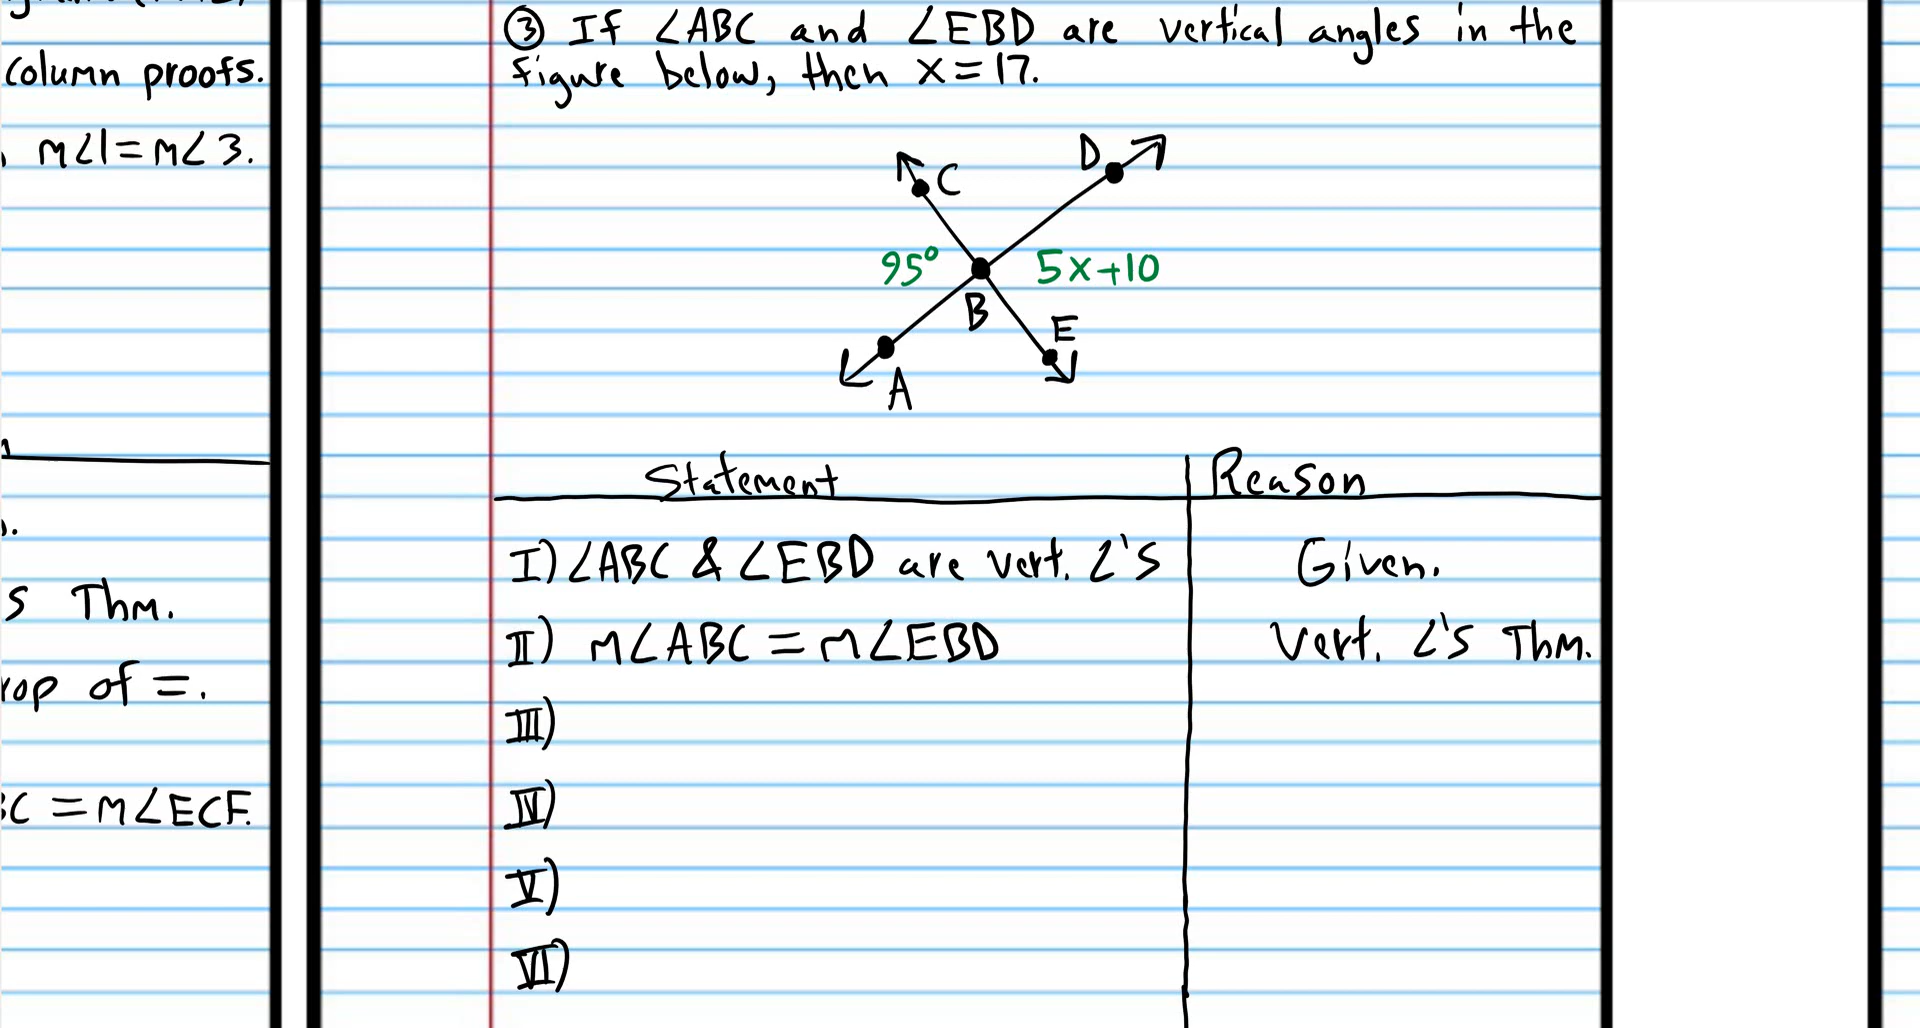 column proofs.
m∠1=m∠3.
Thm.
of =.
=m∠ECF.
③ If ∠ABC and ∠EBD are vertical angles in the
figure below, then x=17.
D
C
95° 5x+10
B
E
A
Statement Reason
I) ∠ABC & ∠EBD are vert. ∠'s Given.
II) m∠ABC = m∠EBD Vert. ∠'s Thm.
III)
IV)
V)
VI)